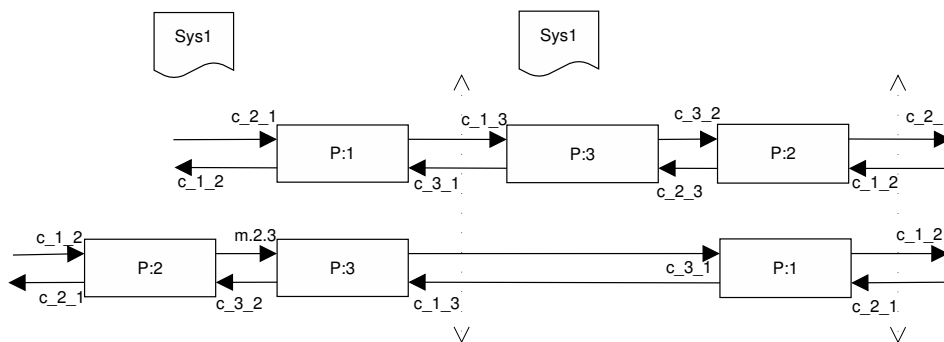 Sys1
Sys1
c_2_1
c_1_3
c_3_2
c_2_
P:1
P:3
P:2
c_1_2
c_3_1
c_2_3
c_1_2
c_1_2
m.2.3
c_1_2
P:2
P:3
c_3_1
P:1
c_2_1
c_3_2
c_1_3
c_2_1